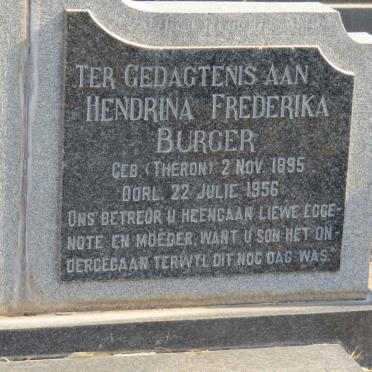 TER GEDAGTENIS AAN
HENDRINA FREDERIKA
BURGER
GEB. (THERON) 2 NOV. 1895
OORL. 22 JULIE 1956
ONS BETREUR U HEENGAAN LIEWE EGGE-
NOTE EN MOEDER, WANT U SON HET ON-
DERGEGAAN TERWYL DIT NOG DAG WAS.